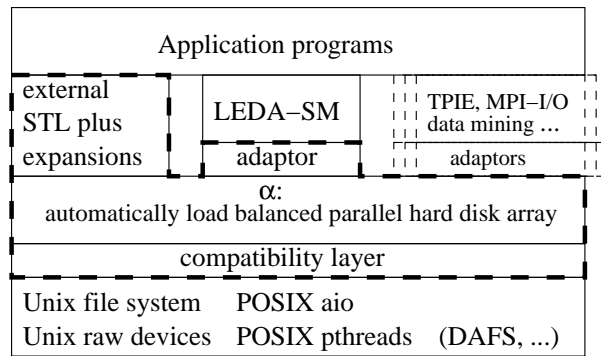 Application programs
external
STL plus
expansions
LEDA–SM
adaptor
TPIE, MPI–I/O
data mining ...
adaptors
α:
automatically load balanced parallel hard disk array
compatibility layer
Unix file system POSIX aio
Unix raw devices POSIX pthreads (DAFS, ...)